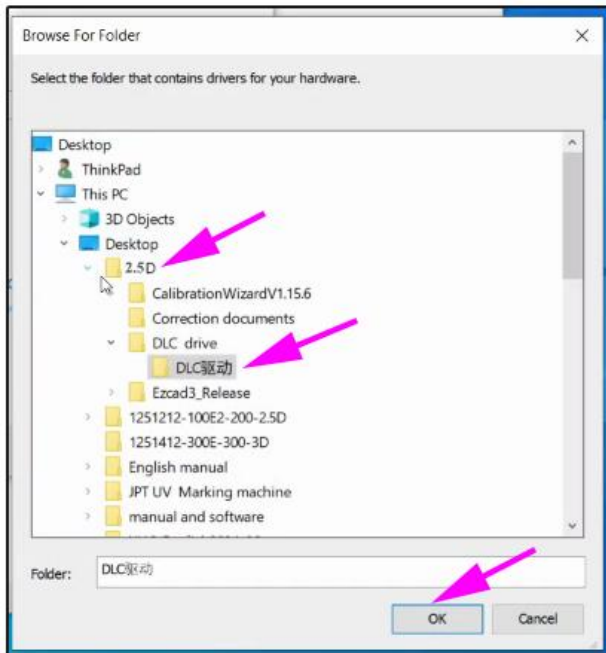 Browse For Folder
Select the folder that contains drivers for your hardware.
Desktop
ThinkPad
This PC
3D Objects
Desktop
2.5D
CalibrationWizardV1.15.6
Correction documents
DLC drive
DLC驱动
Ezcad3_Release
1251212-100E2-200-2.5D
1251412-300E-300-3D
English manual
JPT UV Marking machine
manual and software
Folder:
DLC驱动
OK
Cancel